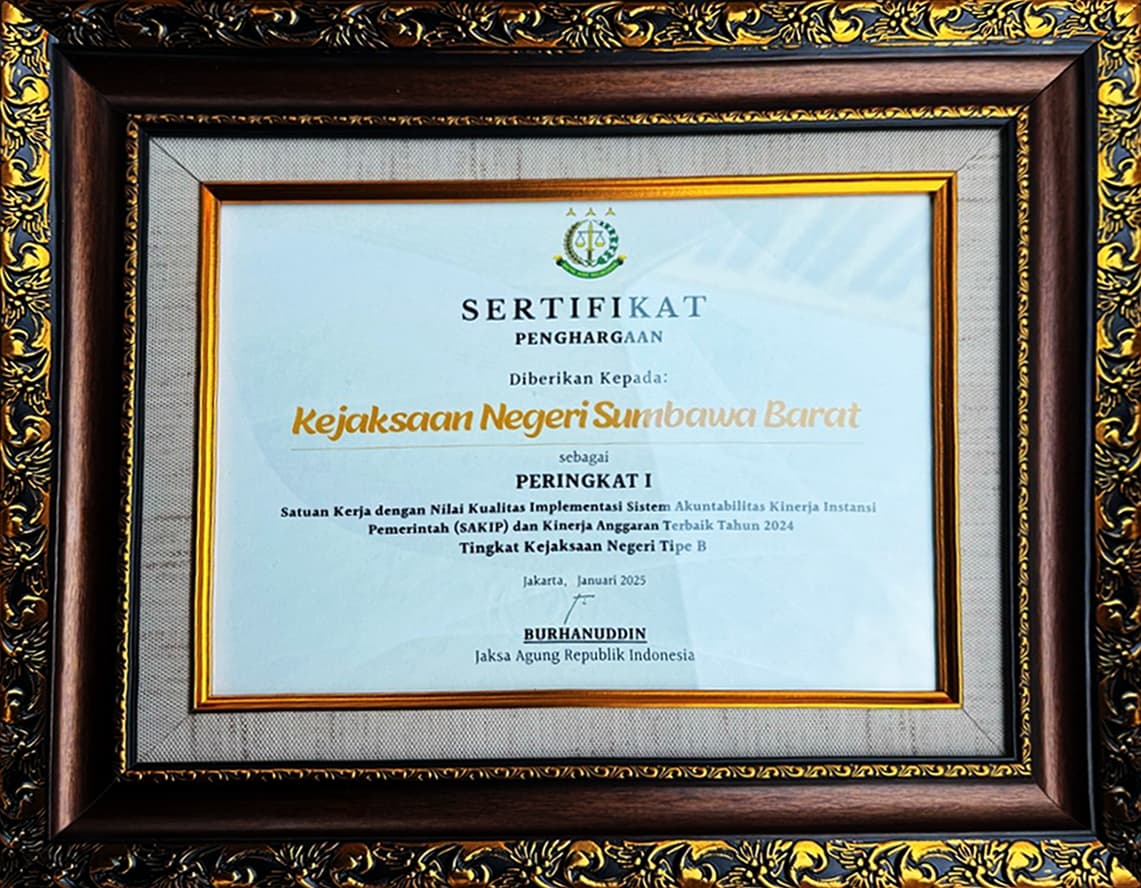 SERTIFIKAT
PENGHARGAAN
Diberikan Kepada:
Kejaksaan Negeri Sumbawa Barat
sebagai
PERINGKAT I
Satuan Kerja dengan Nilai Kualitas Implementasi Sistem Akuntabilitas Kinerja Instansi
Pemerintah (SAKIP) dan Kinerja Anggaran Terbaik Tahun 2024
Tingkat Kejaksaan Negeri Tipe B
Jakarta, Januari 2025
BURHANUDDIN
Jaksa Agung Republik Indonesia